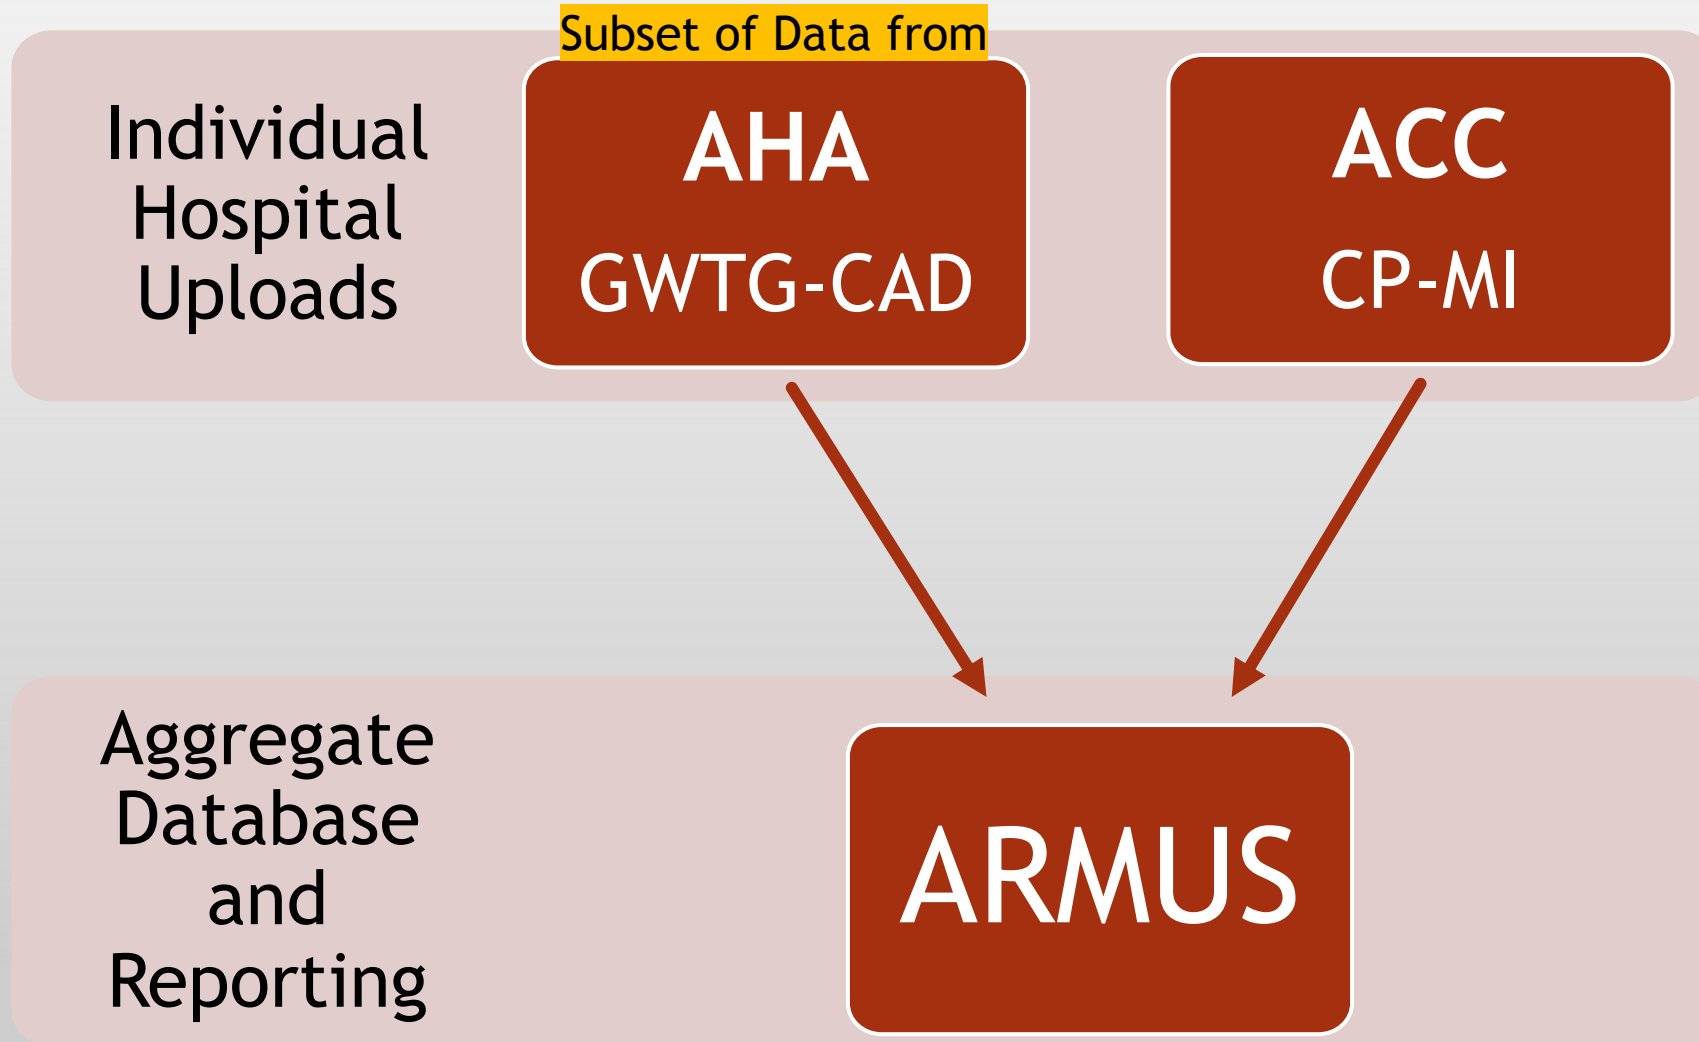 Subset of Data from
Individual
Hospital
Uploads
AHA
GWTG-CAD
ACC
CP-MI
Aggregate
Database
and
Reporting
ARMUS